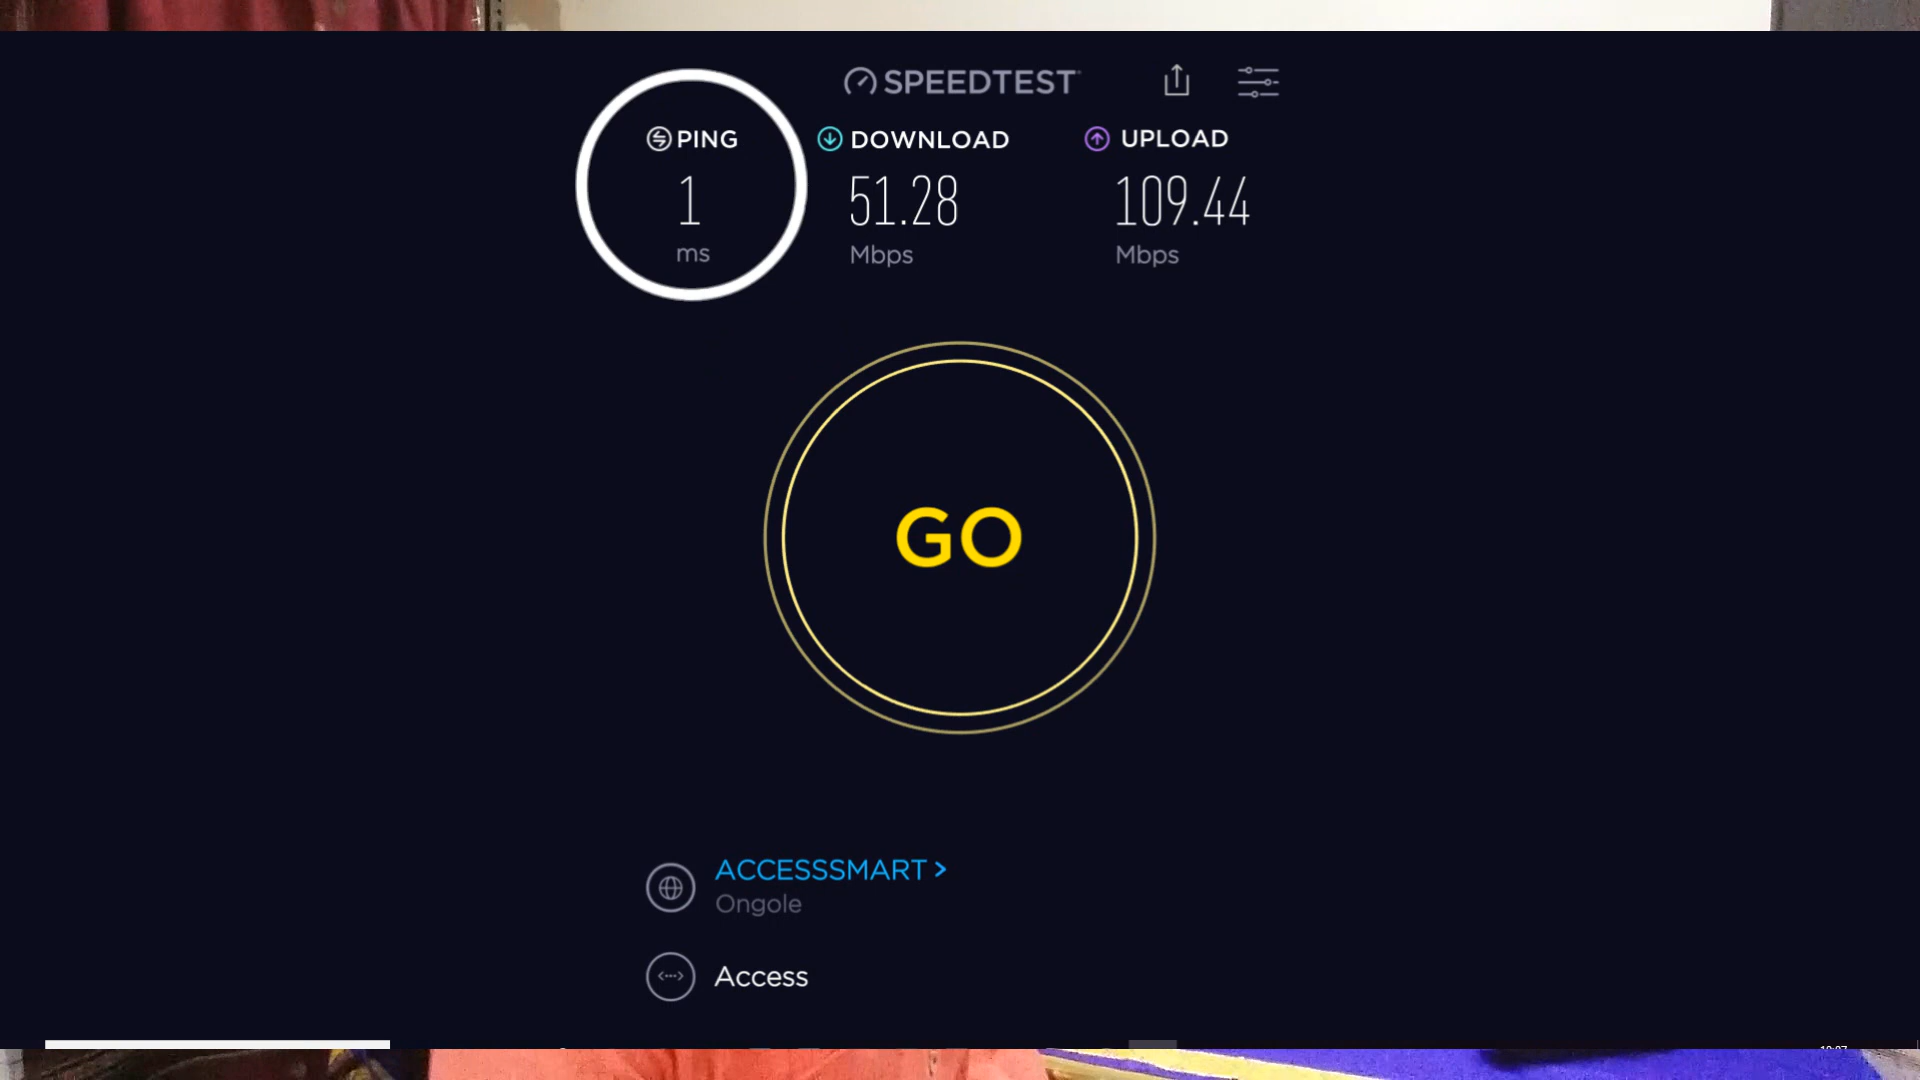 SPEEDTEST
PING
DOWNLOAD
UPLOAD
1
51.28
109.44
ms
Mbps
Mbps
GO
ACCESSSMART >
Ongole
Access